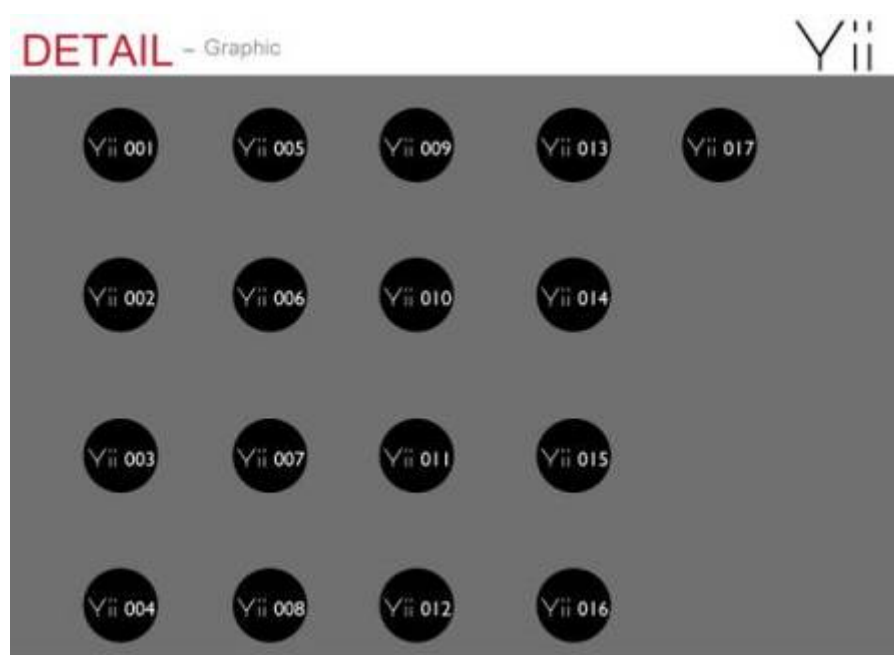 DETAIL - Graphic
Yii
Yii 001
Yii 005
Yii 009
Yii 013
Yii 017
Yii 002
Yii 006
Yii 010
Yii 014
Yii 003
Yii 007
Yii 011
Yii 015
Yii 004
Yii 008
Yii 012
Yii 016